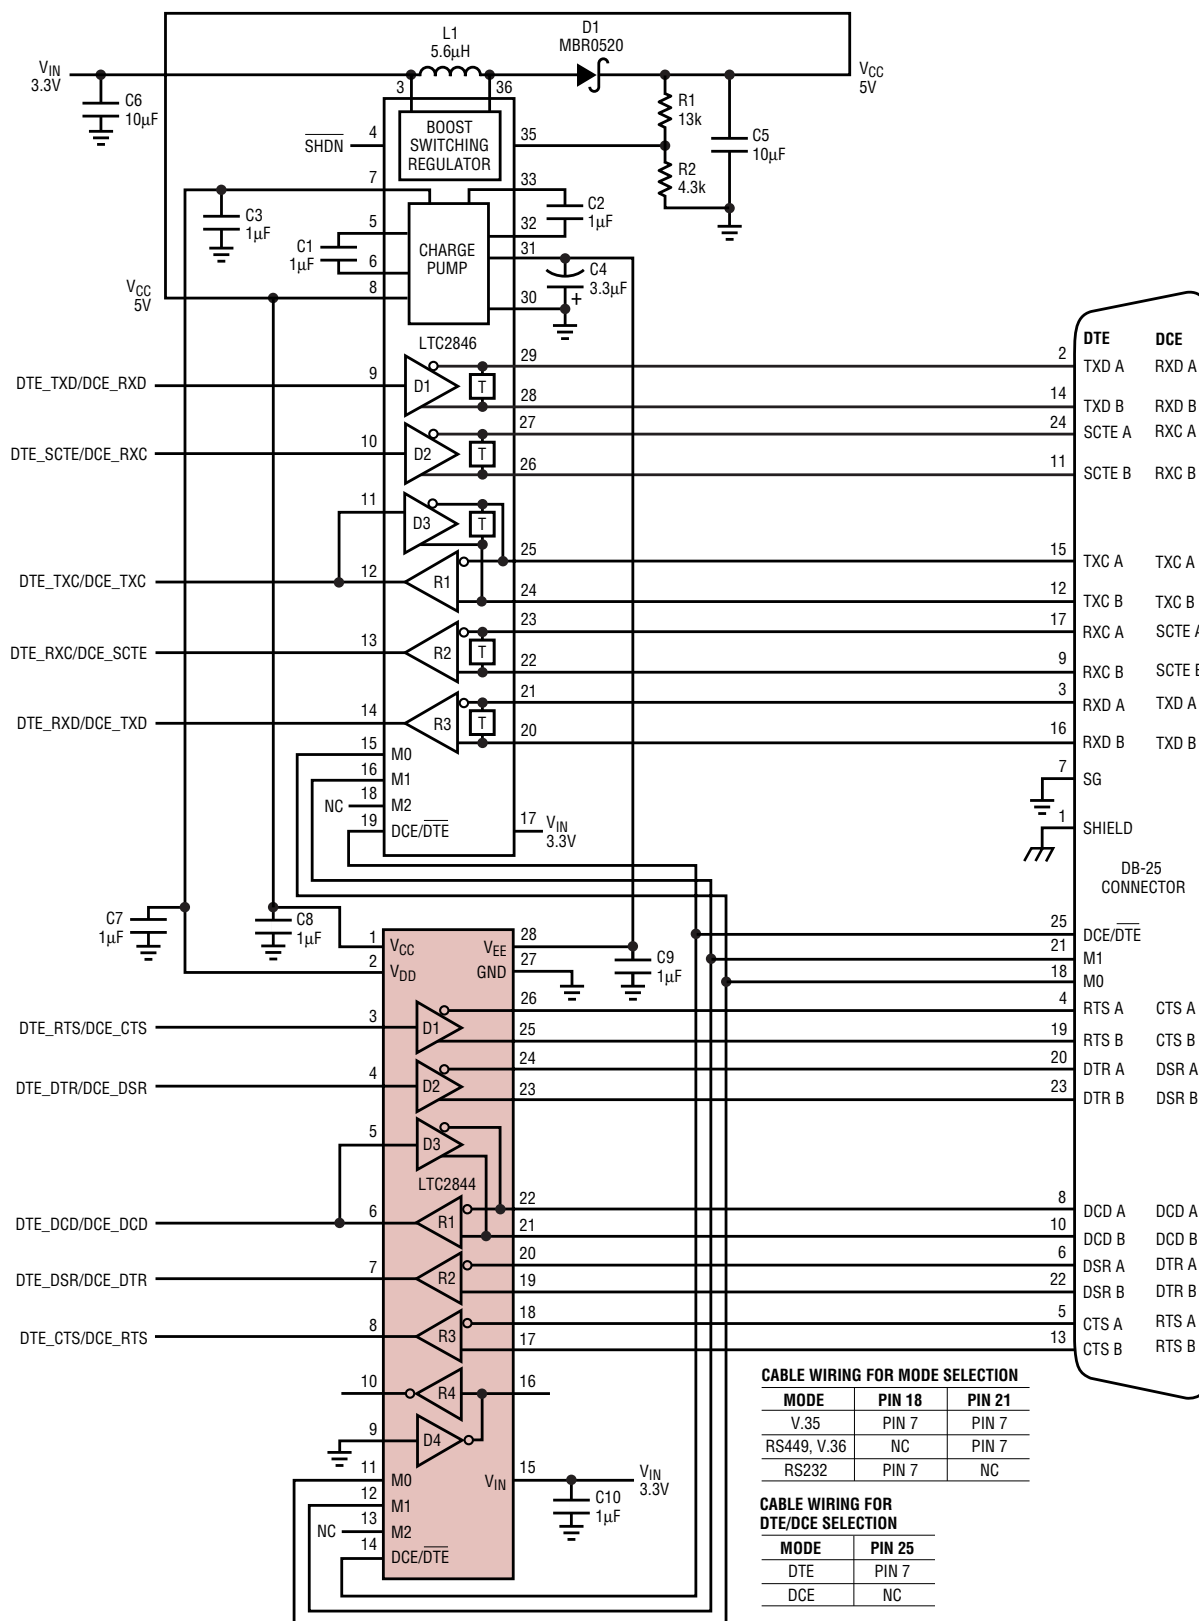 L1
5.6µH
D1
MBR0520
VIN
3.3V
3
36
VCC
5V
C6
10µF
R1
13k
BOOST
SWITCHING
REGULATOR
SHDN
4
35
C5
10µF
R2
4.3k
7
33
C3
1µF
C2
1µF
5
32
C1
1µF
CHARGE
PUMP
31
6
C4
3.3µF
+
VCC
5V
8
30
LTC2846
DTE
DCE
DTE_TXD/DCE_RXD
9
D1
T
29
2
TXD A
RXD A
28
14
TXD B
RXD B
DTE_SCTE/DCE_RXC
10
D2
T
27
24
SCTE A
RXC A
26
11
SCTE B
RXC B
11
D3
T
DTE_TXC/DCE_TXC
12
R1
25
15
TXC A
TXC A
24
12
TXC B
TXC B
DTE_RXC/DCE_SCTE
13
R2
T
23
17
RXC A
SCTE A
22
9
RXC B
SCTE B
DTE_RXD/DCE_TXD
14
R3
T
21
3
RXD A
TXD A
20
16
RXD B
TXD B
15
M0
7
SG
16
M1
NC
18
M2
19
DCE/DTE
17
VIN
3.3V
1
SHIELD
DB-25
CONNECTOR
C7
1µF
C8
1µF
1
VCC
VEE
28
25
DCE/DTE
2
VDD
GND
27
C9
1µF
21
M1
18
M0
DTE_RTS/DCE_CTS
3
D1
26
4
RTS A
CTS A
25
19
RTS B
CTS B
DTE_DTR/DCE_DSR
4
D2
24
20
DTR A
DSR A
23
23
DTR B
DSR B
5
D3
LTC2844
DTE_DCD/DCE_DCD
6
R1
22
8
DCD A
DCD A
21
10
DCD B
DCD B
DTE_DSR/DCE_DTR
7
R2
20
6
DSR A
DTR A
19
22
DSR B
DTR B
DTE_CTS/DCE_RTS
8
R3
18
5
CTS A
RTS A
17
13
CTS B
RTS B
10
R4
16
9
D4
11
M0
VIN
15
VIN
3.3V
12
M1
C10
1µF
NC
13
M2
14
DCE/DTE
CABLE WIRING FOR MODE SELECTION
MODE PIN 18 PIN 21
V.35 PIN 7 PIN 7
RS449, V.36 NC PIN 7
RS232 PIN 7 NC
CABLE WIRING FOR
DTE/DCE SELECTION
MODE PIN 25
DTE PIN 7
DCE NC